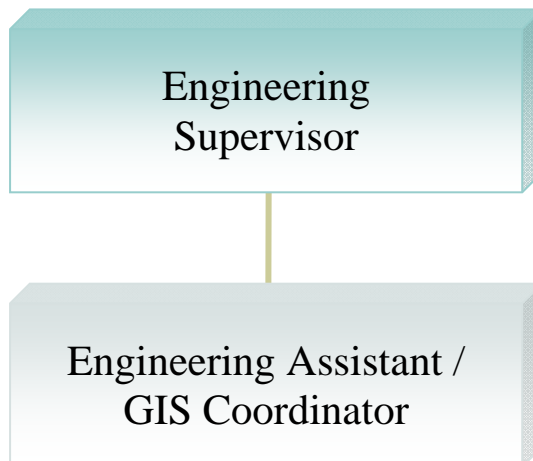 Engineering
Supervisor
Engineering Assistant /
GIS Coordinator